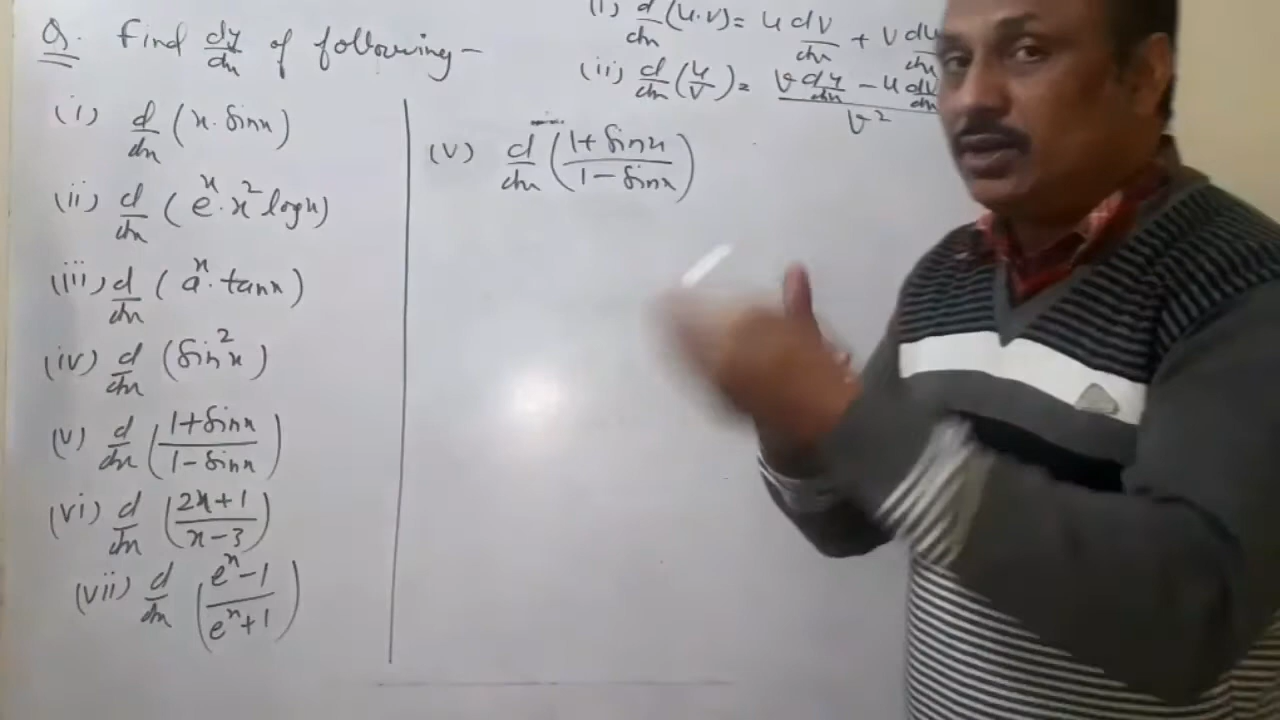 Q. Find dy/dx of following -
(i) d/dx (x · sinx)
(ii) d/dx (e^x · x^2 logx)
(iii) d/dx (a^x · tanx)
(iv) d/dx (sin^2 x)
(v) d/dx ((1 + sinx)/(1 - sinx))
(vi) d/dx ((2x + 1)/(x - 3))
(vii) d/dx ((e^x - 1)/(e^x + 1))
(i) d/dx (u.v) = u dv/dx + v du/dx
(ii) d/dx (u/v) = (v du/dx - u dv/dx)/v^2
(v) d/dx ((1 + sinx)/(1 - sinx))